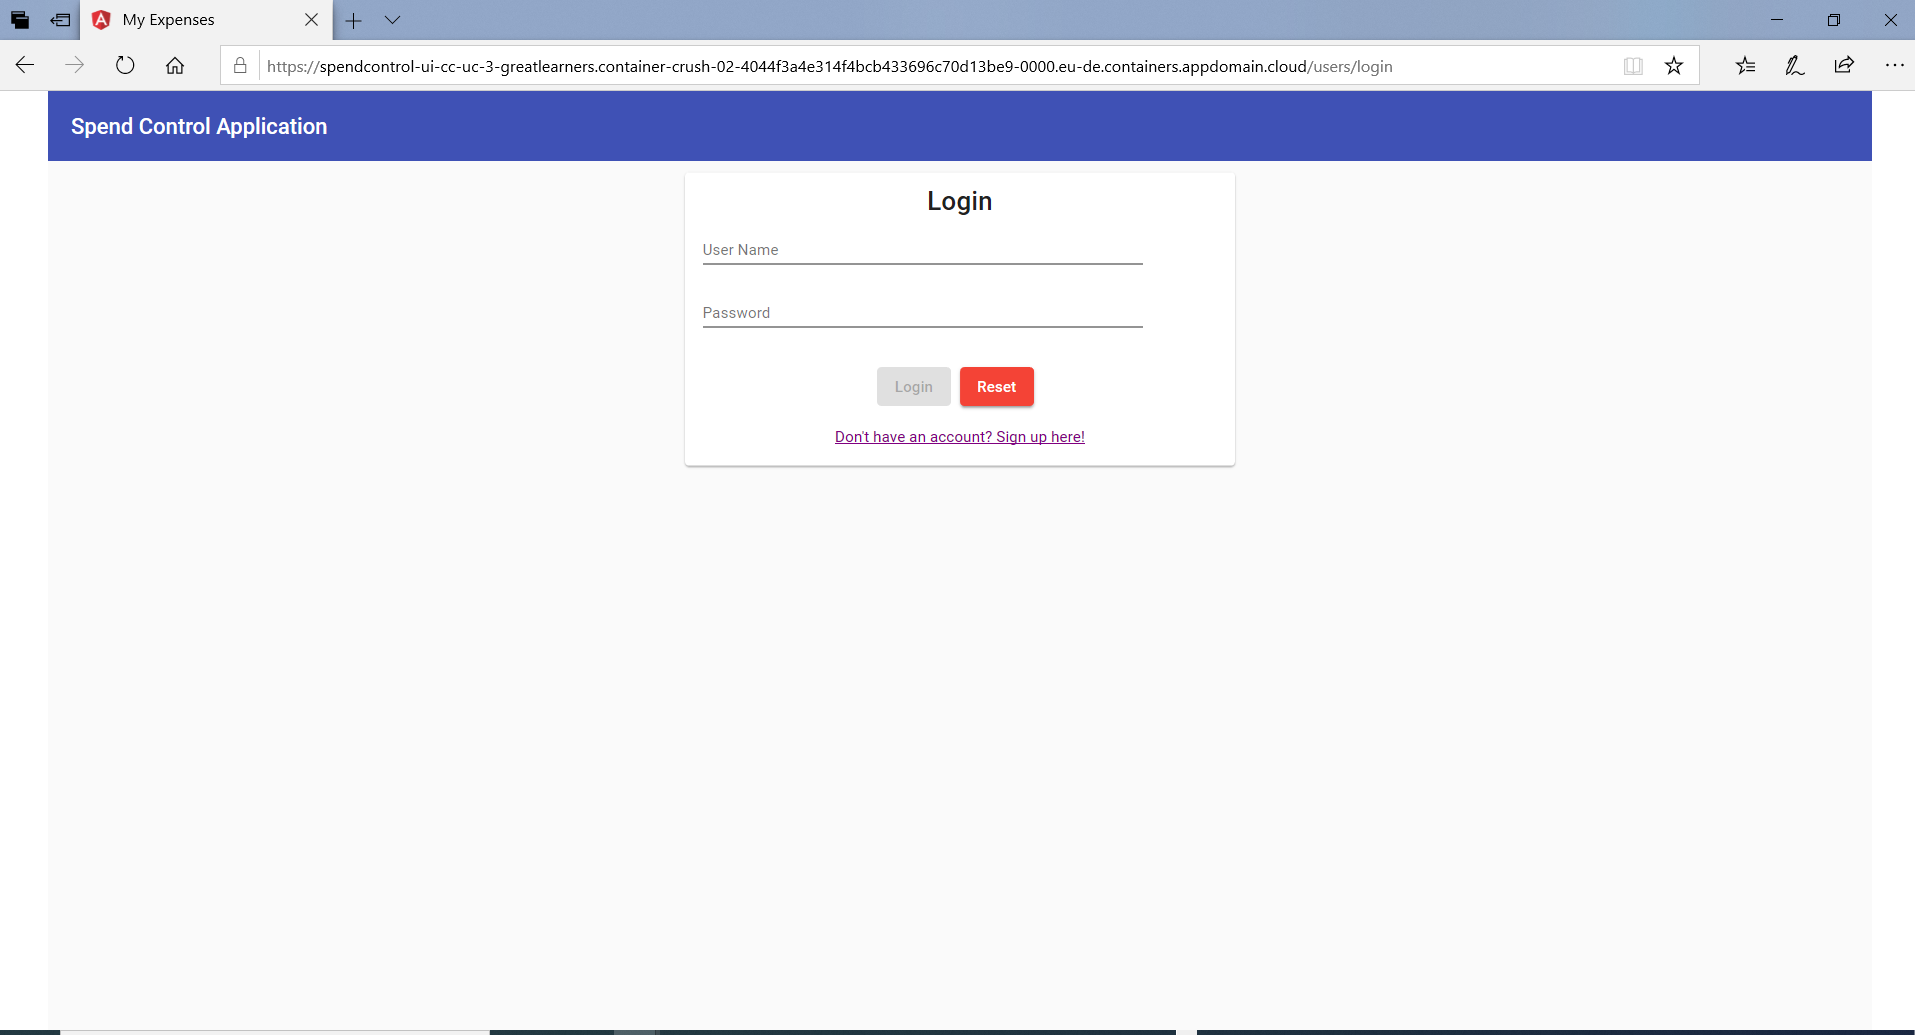 My Expenses
https://spendcontrol-ui-cc-uc-3-greatlearners.container-crush-02-4044f3a4e314f4bcb433696c70d13be9-0000.eu-de.containers.appdomain.cloud/users/login
Spend Control Application
Login
User Name
Password
Login Reset
Don't have an account? Sign up here!